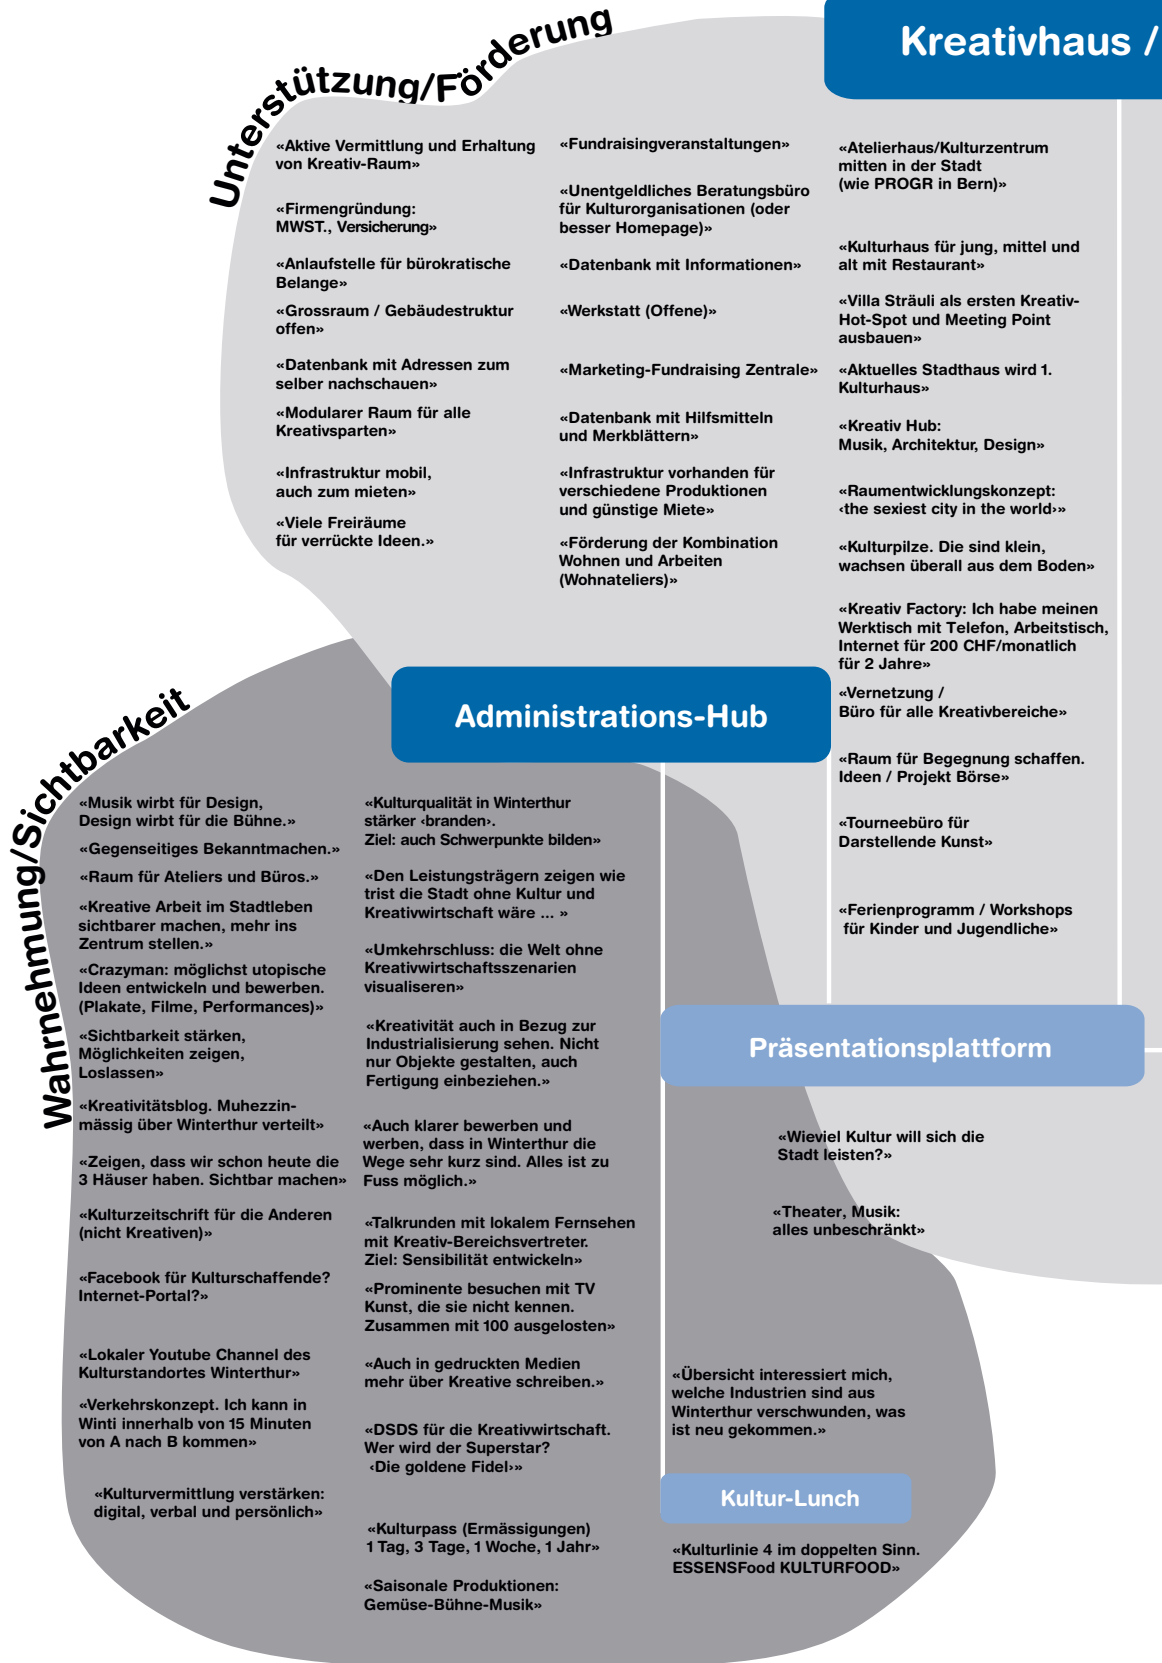 Unterstützung/Förderung
Kreativhaus /
«Aktive Vermittlung und Erhaltung
von Kreativ-Raum»
«Firmengründung:
MWST., Versicherung»
«Anlaufstelle für bürokratische
Belange»
«Grossraum / Gebäudestruktur
offen»
«Datenbank mit Adressen zum
selber nachschauen»
«Modularer Raum für alle
Kreativsparten»
«Infrastruktur mobil,
auch zum mieten»
«Viele Freiräume
für verrückte Ideen.»
«Fundraisingveranstaltungen»
«Unentgeldliches Beratungsbüro
für Kulturorganisationen (oder
besser Homepage)»
«Datenbank mit Informationen»
«Werkstatt (Offene)»
«Marketing-Fundraising Zentrale»
«Datenbank mit Hilfsmitteln
und Merkblättern»
«Infrastruktur vorhanden für
verschiedene Produktionen
und günstige Miete»
«Förderung der Kombination
Wohnen und Arbeiten
(Wohnateliers)»
«Atelierhaus/Kulturzentrum
mitten in der Stadt
(wie PROGR in Bern)»
«Kulturhaus für jung, mittel und
alt mit Restaurant»
«Villa Sträuli als ersten Kreativ-
Hot-Spot und Meeting Point
ausbauen»
«Aktuelles Stadthaus wird 1.
Kulturhaus»
«Kreativ Hub:
Musik, Architektur, Design»
«Raumentwicklungskonzept:
‹the sexiest city in the world›»
«Kulturpilze. Die sind klein,
wachsen überall aus dem Boden»
«Kreativ Factory: Ich habe meinen
Werktisch mit Telefon, Arbeitstisch,
Internet für 200 CHF/monatlich
für 2 Jahre»
«Vernetzung /
Büro für alle Kreativbereiche»
«Raum für Begegnung schaffen.
Ideen / Projekt Börse»
«Tourneebüro für
Darstellende Kunst»
«Ferienprogramm / Workshops
für Kinder und Jugendliche»
Administrations-Hub
Wahrnehmung/Sichtbarkeit
«Musik wirbt für Design,
Design wirbt für die Bühne.»
«Gegenseitiges Bekanntmachen.»
«Raum für Ateliers und Büros.»
«Kreative Arbeit im Stadtleben
sichtbarer machen, mehr ins
Zentrum stellen.»
«Crazyman: möglichst utopische
Ideen entwickeln und bewerben.
(Plakate, Filme, Performances)»
«Sichtbarkeit stärken,
Möglichkeiten zeigen,
Loslassen»
«Kreativitätsblog. Muhezzin-
mässig über Winterthur verteilt»
«Zeigen, dass wir schon heute die
3 Häuser haben. Sichtbar machen»
«Kulturzeitschrift für die Anderen
(nicht Kreativen)»
«Facebook für Kulturschaffende?
Internet-Portal?»
«Lokaler Youtube Channel des
Kulturstandortes Winterthur»
«Verkehrskonzept. Ich kann in
Winti innerhalb von 15 Minuten
von A nach B kommen»
«Kulturvermittlung verstärken:
digital, verbal und persönlich»
«Kulturqualität in Winterthur
stärker ‹branden›.
Ziel: auch Schwerpunkte bilden»
«Den Leistungsträgern zeigen wie
trist die Stadt ohne Kultur und
Kreativwirtschaft wäre ... »
«Umkehrschluss: die Welt ohne
Kreativwirtschaftsszenarien
visualiseren»
«Kreativität auch in Bezug zur
Industrialisierung sehen. Nicht
nur Objekte gestalten, auch
Fertigung einbeziehen.»
«Auch klarer bewerben und
werben, dass in Winterthur die
Wege sehr kurz sind. Alles ist zu
Fuss möglich.»
«Talkrunden mit lokalem Fernsehen
mit Kreativ-Bereichsvertreter.
Ziel: Sensibilität entwickeln»
«Prominente besuchen mit TV
Kunst, die sie nicht kennen.
Zusammen mit 100 ausgelosten»
«Auch in gedruckten Medien
mehr über Kreative schreiben.»
«DSDS für die Kreativwirtschaft.
Wer wird der Superstar?
‹Die goldene Fidel›»
«Kulturpass (Ermässigungen)
1 Tag, 3 Tage, 1 Woche, 1 Jahr»
«Saisonale Produktionen:
Gemüse-Bühne-Musik»
Präsentationsplattform
«Wieviel Kultur will sich die
Stadt leisten?»
«Theater, Musik:
alles unbeschränkt»
«Übersicht interessiert mich,
welche Industrien sind aus
Winterthur verschwunden, was
ist neu gekommen.»
Kultur-Lunch
«Kulturlinie 4 im doppelten Sinn.
ESSENSFood KULTURFOOD»